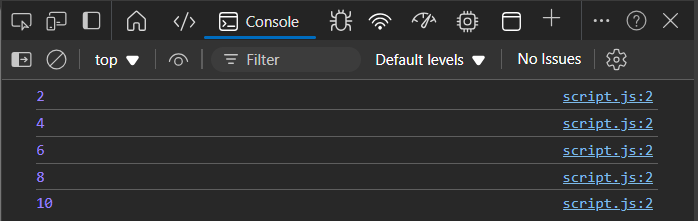 Console
top Filter Default levels No Issues
2 script.js:2
4 script.js:2
6 script.js:2
8 script.js:2
10 script.js:2